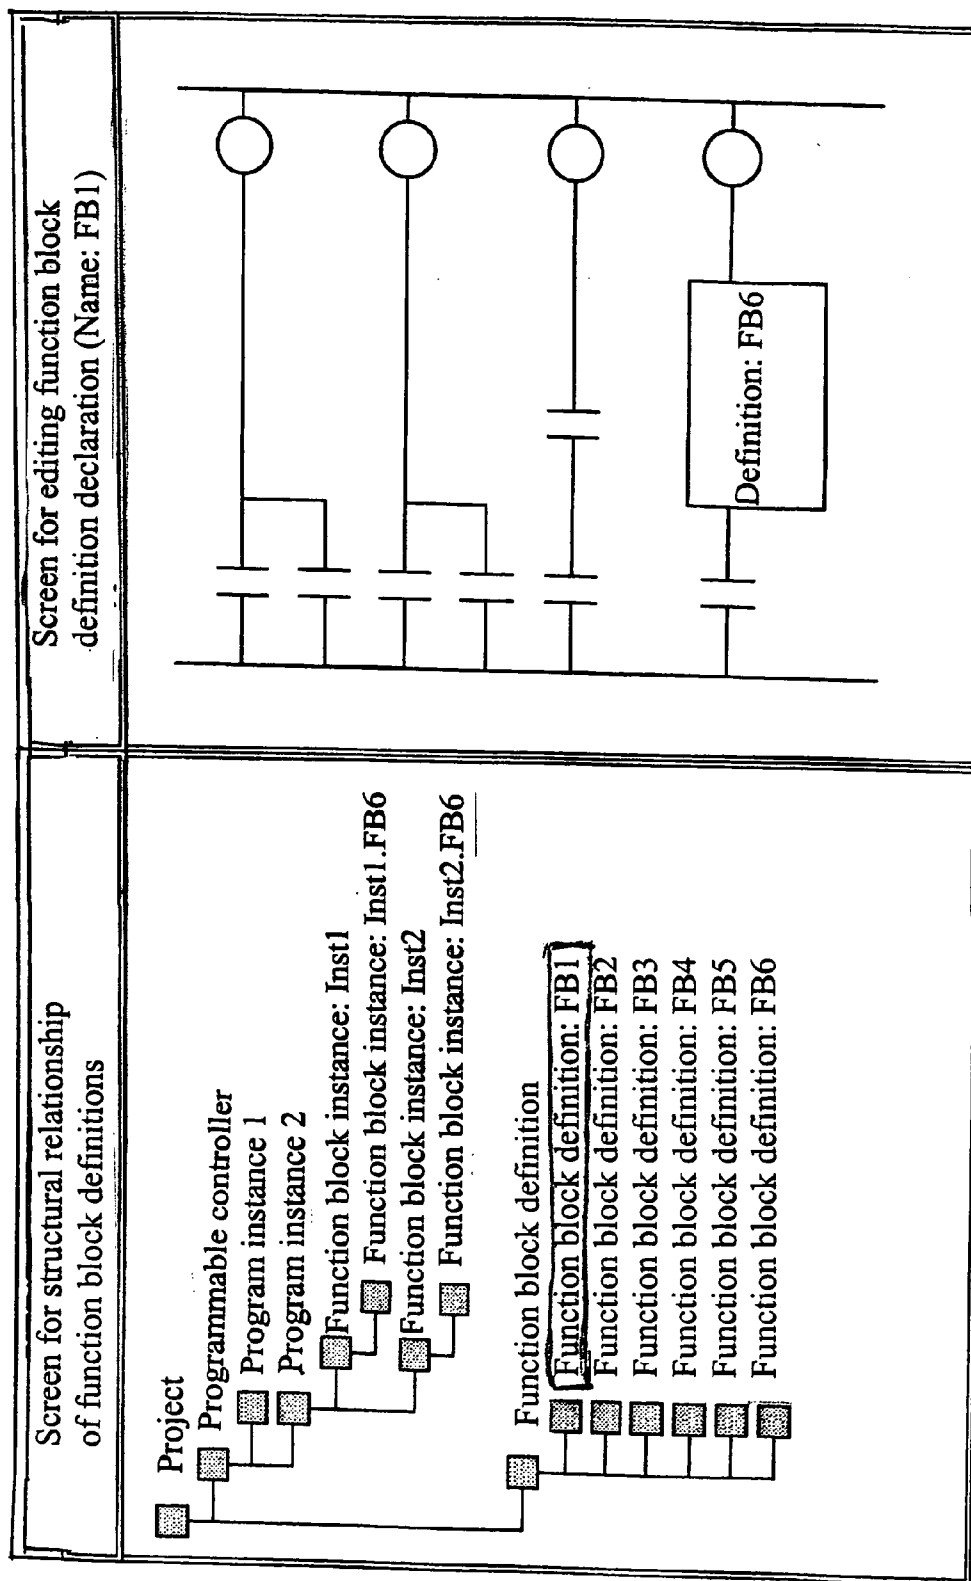 Screen for structural relationship
of function block definitions
Project
Programmable controller
Program instance 1
Program instance 2
Function block instance: Inst1
Function block instance: Inst1.FB6
Function block instance: Inst2
Function block instance: Inst2.FB6
Function block definition
Function block definition: FB1
Function block definition: FB2
Function block definition: FB3
Function block definition: FB4
Function block definition: FB5
Function block definition: FB6
Screen for editing function block
definition declaration (Name: FB1)
Definition: FB6